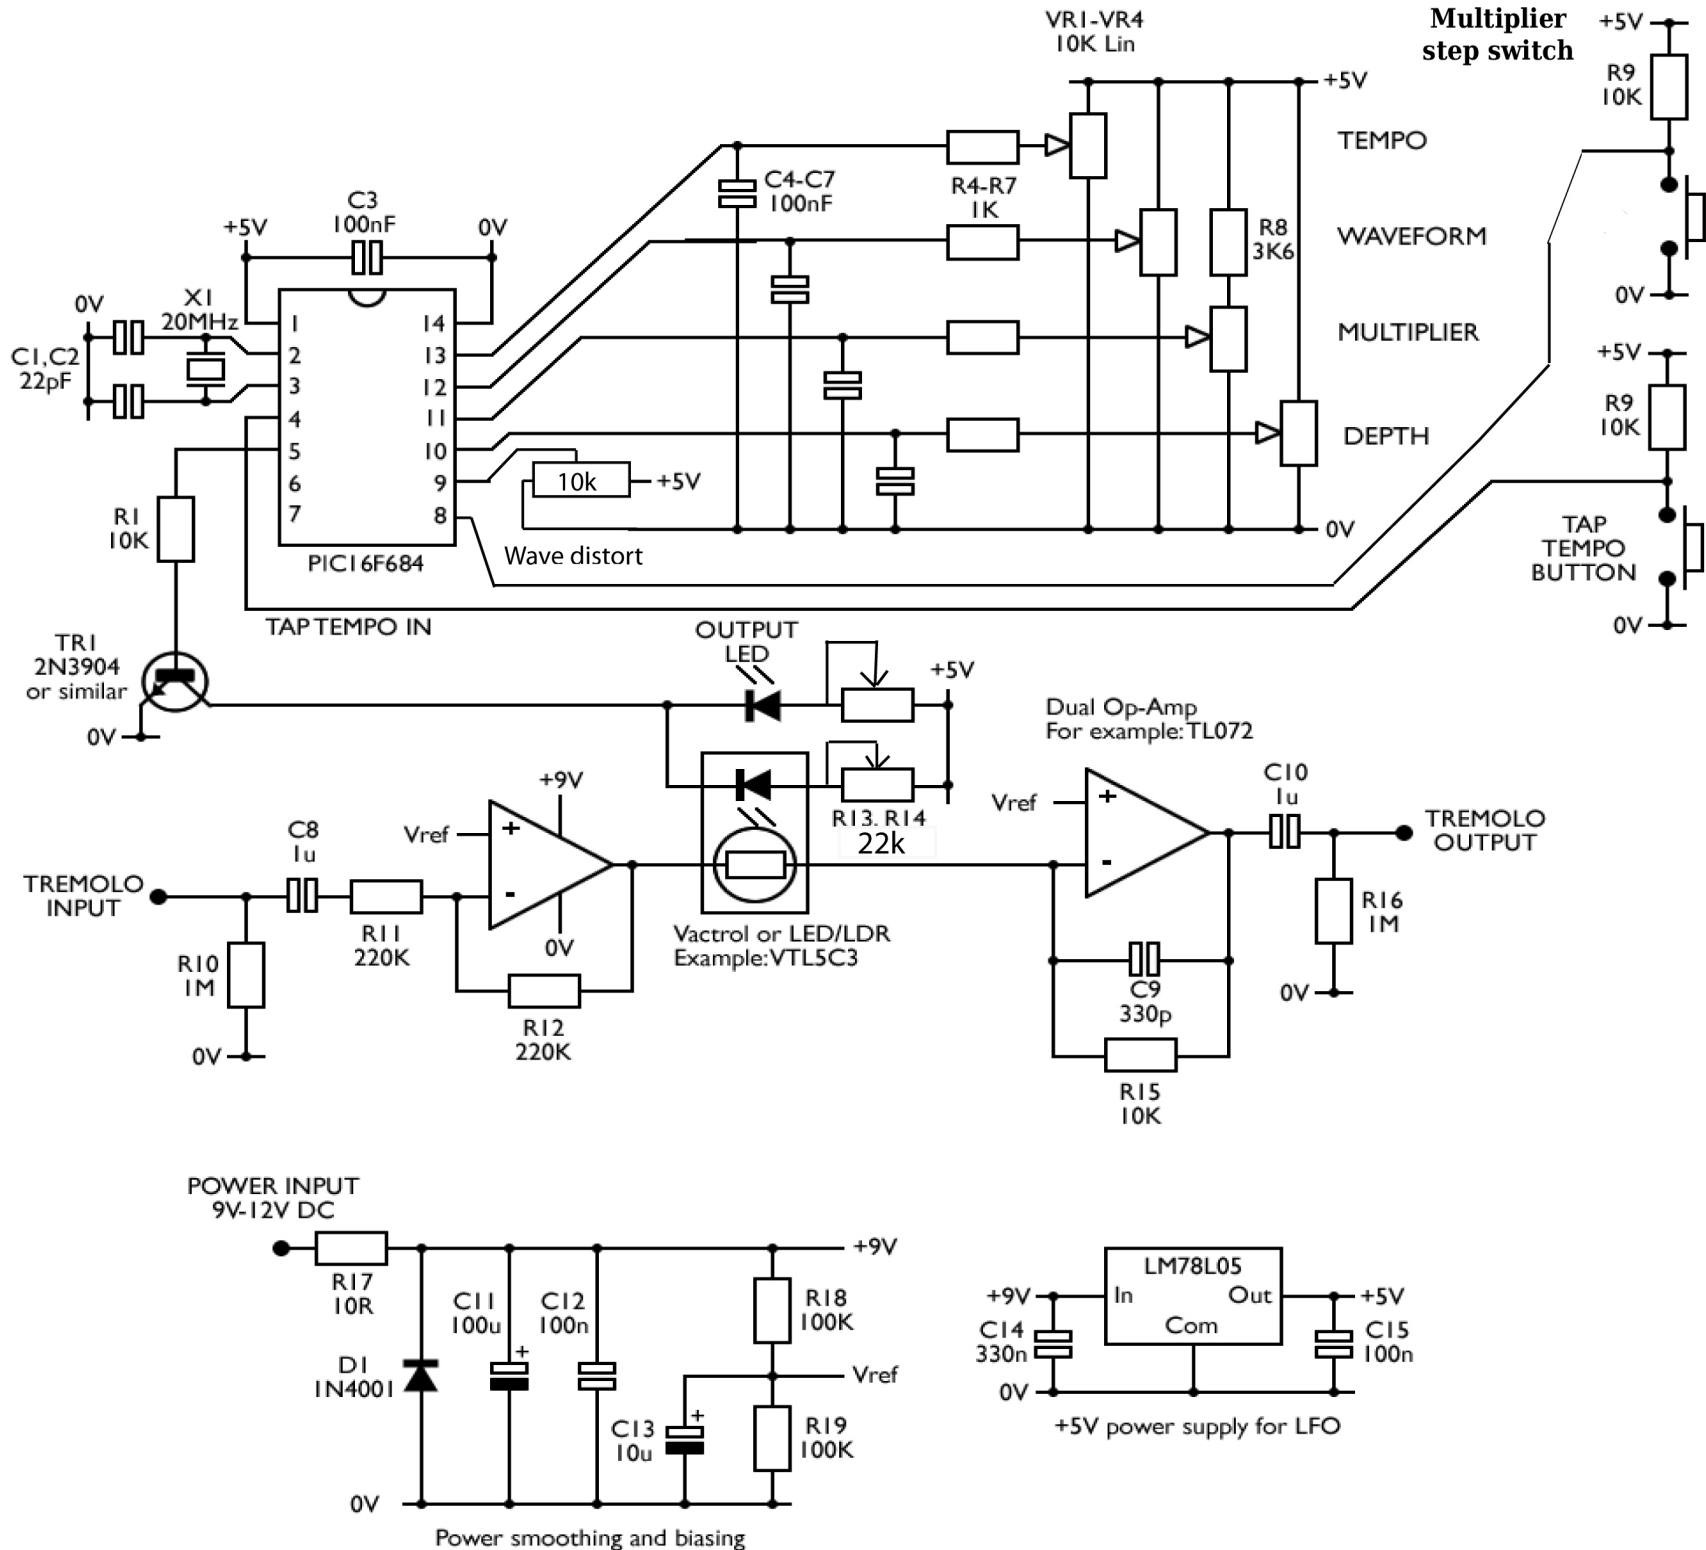 VR1-VR4
10K Lin
Multiplier
step switch
+5V
R9
10K
+5V
TEMPO
C4-C7
100nF
R4-R7
1K
C3
100nF
+5V
0V
R8
3K6
WAVEFORM
0V
0V
X1
20MHz
C1,C2
22pF
MULTIPLIER
1
2
3
4
5
6
7
14
13
12
11
10
9
8
+5V
R9
10K
DEPTH
10k
+5V
R1
10K
PIC16F684
Wave distort
0V
TAP
TEMPO
BUTTON
0V
TAP TEMPO IN
OUTPUT
LED
TR1
2N3904
or similar
0V
+5V
Dual Op-Amp
For example: TL072
+9V
Vref
+
-
0V
C8
1u
R13, R14
22k
Vref
+
-
C10
1u
TREMOLO
OUTPUT
TREMOLO
INPUT
R11
220K
R10
1M
0V
R12
220K
Vactrol or LED/LDR
Example: VTL5C3
R16
1M
0V
C9
330p
R15
10K
POWER INPUT
9V-12V DC
R17
10R
+9V
C11
100u
+
C12
100n
R18
100K
D1
1N4001
Vref
C13
10u
+
R19
100K
0V
Power smoothing and biasing
LM78L05
In
Out
Com
+9V
+5V
C14
330n
C15
100n
0V
+5V power supply for LFO